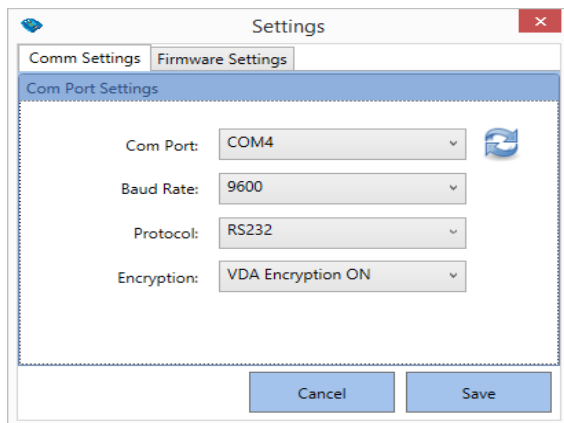 Settings
Comm Settings Firmware Settings
Com Port Settings
Com Port: COM4
Baud Rate: 9600
Protocol: RS232
Encryption: VDA Encryption ON
Cancel Save